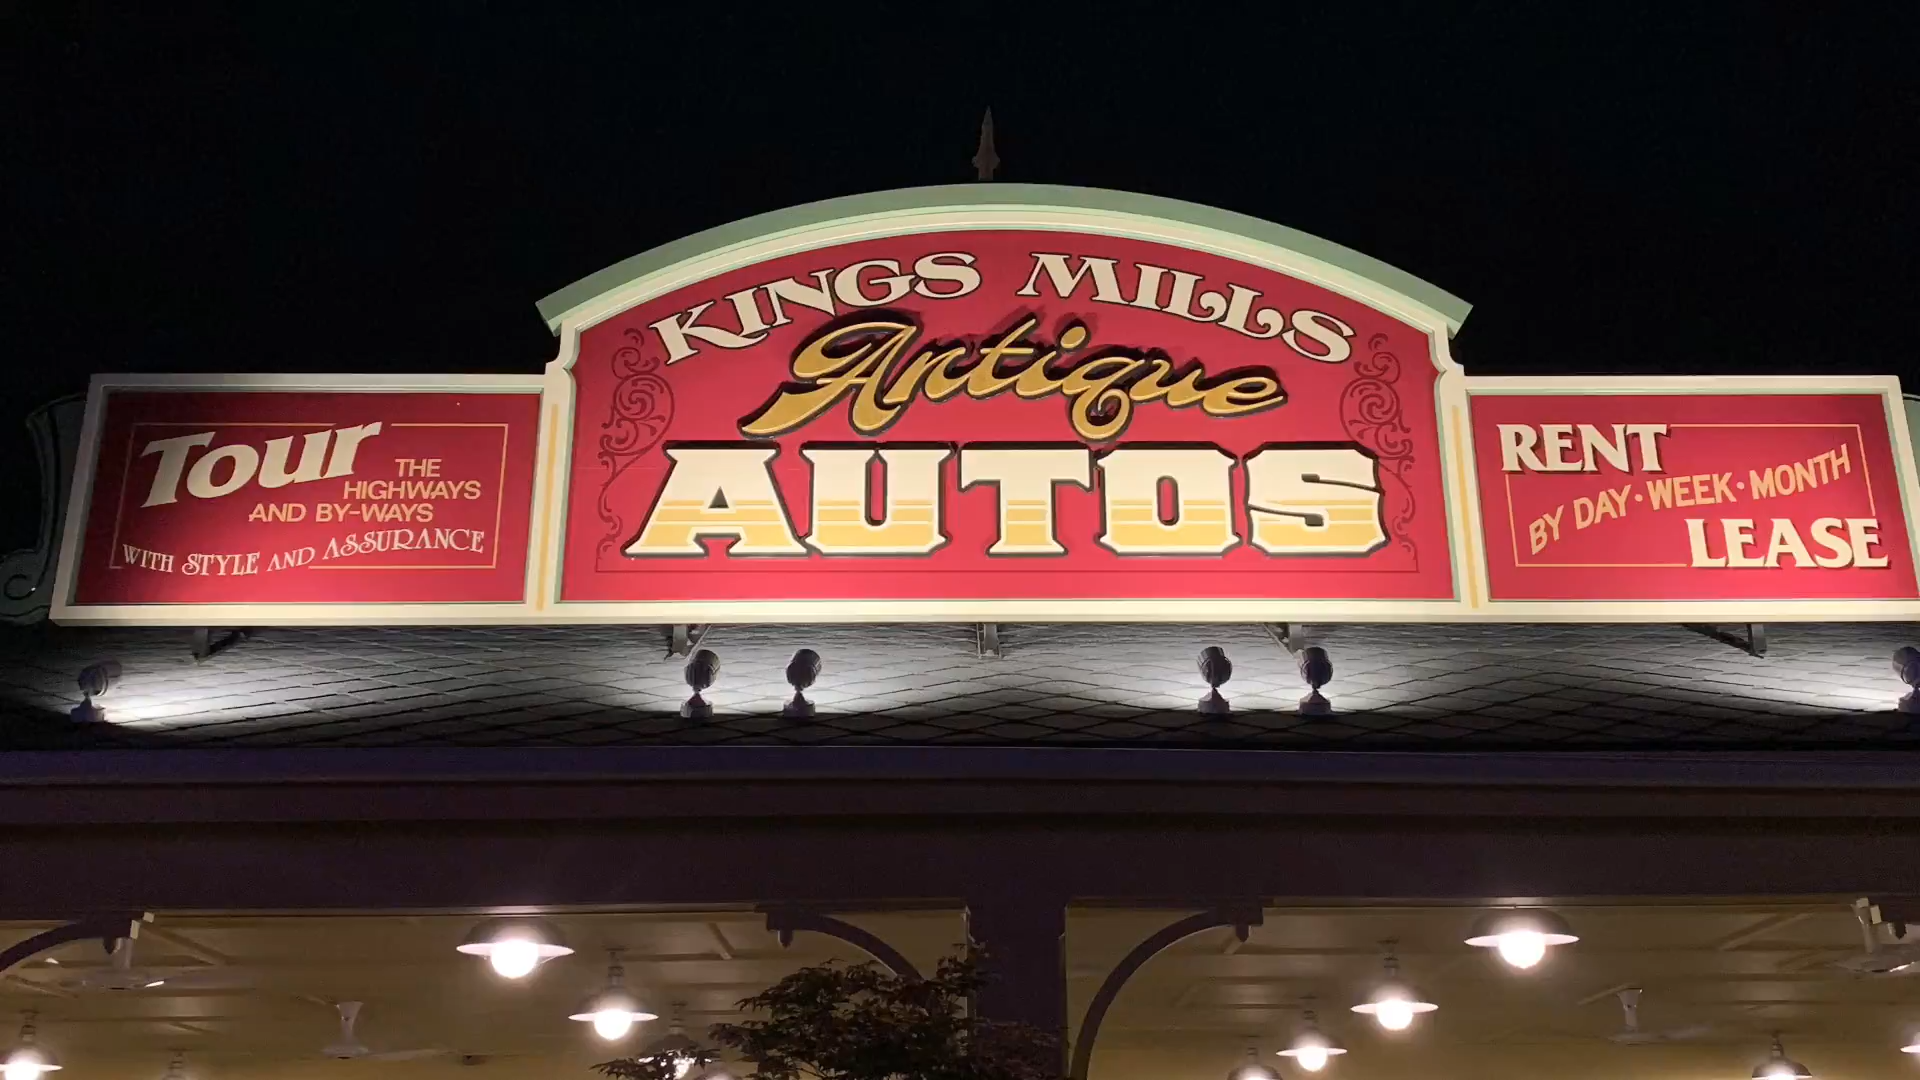 KINGS MILLS
Antique
AUTOS
Tour
THE
HIGHWAYS
AND BY-WAYS
WITH STYLE AND ASSURANCE
RENT
BY DAY·WEEK·MONTH
LEASE